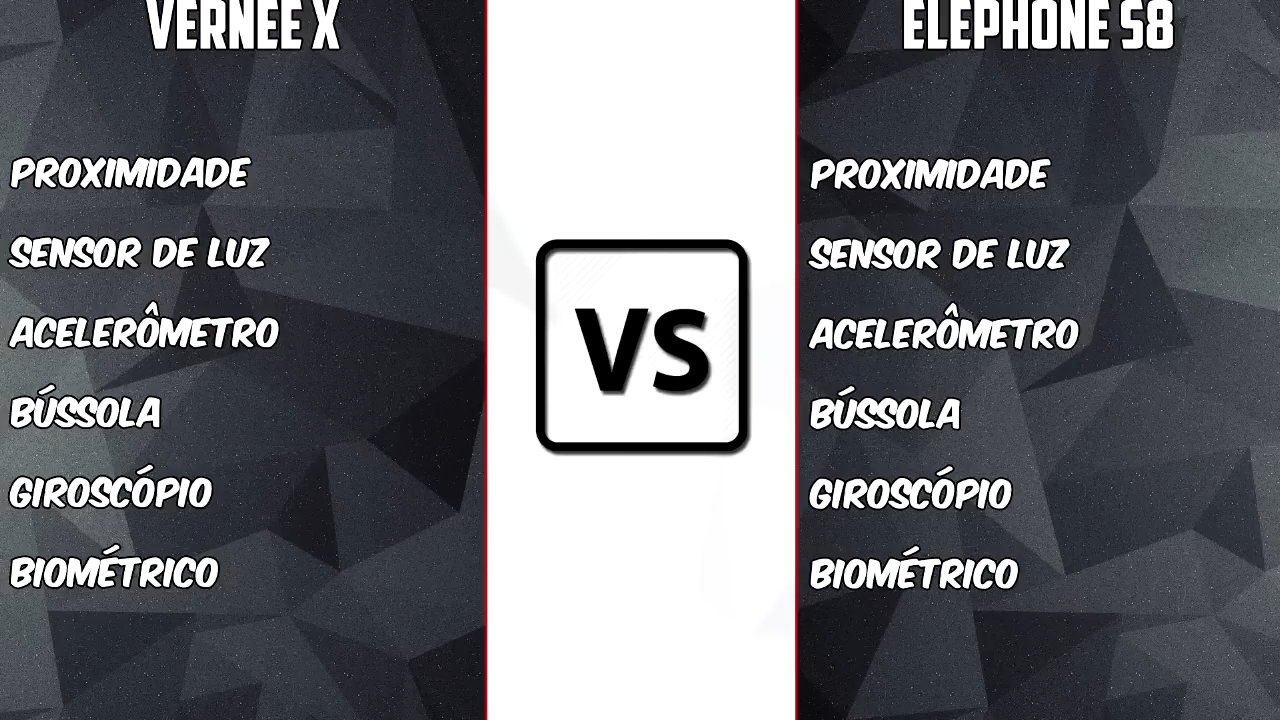 VERNEE X
PROXIMIDADE
SENSOR DE LUZ
ACELERÔMETRO
BÚSSOLA
GIROSCÓPIO
BIOMÉTRICO
VS
ELEPHONE S8
PROXIMIDADE
SENSOR DE LUZ
ACELERÔMETRO
BÚSSOLA
GIROSCÓPIO
BIOMÉTRICO